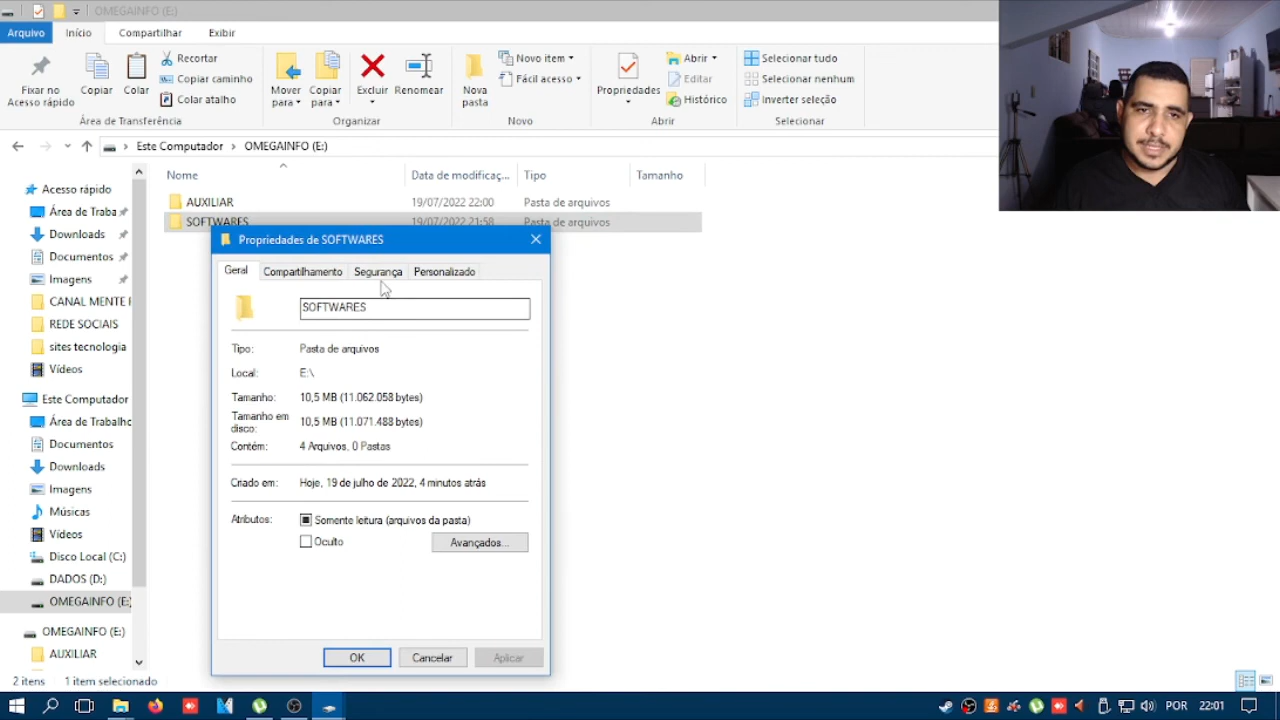 OMEGAINFO (E:)
Arquivo Início Compartilhar Exibir
Fixar no Acesso rápido
Copiar
Colar
Recortar
Copiar caminho
Colar atalho
Área de Transferência
Mover para
Copiar para
Excluir
Renomear
Organizar
Nova pasta
Novo item
Fácil acesso
Novo
Propriedades
Abrir
Editar
Histórico
Abrir
Selecionar tudo
Selecionar nenhum
Inverter seleção
Selecionar
Este Computador > OMEGAINFO (E:)
Nome Data de modificaç... Tipo Tamanho
AUXILIAR 19/07/2022 22:00 Pasta de arquivos
SOFTWARES 19/07/2022 21:58 Pasta de arquivos
Acesso rápido
Área de Traba
Downloads
Documentos
Imagens
CANAL MENTE
REDE SOCIAIS
sites tecnologia
Vídeos
Este Computador
Área de Trabalho
Documentos
Downloads
Imagens
Músicas
Vídeos
Disco Local (C:)
DADOS (D:)
OMEGAINFO (E:
OMEGAINFO (E:)
AUXILIAR
Propriedades de SOFTWARES
Geral Compartilhamento Segurança Personalizado
SOFTWARES
Tipo: Pasta de arquivos
Local: E:\
Tamanho: 10,5 MB (11.062.058 bytes)
Tamanho em disco: 10,5 MB (11.071.488 bytes)
Contém: 4 Arquivos, 0 Pastas
Criado em: Hoje, 19 de julho de 2022, 4 minutos atrás
Atributos: Somente leitura (arquivos da pasta)
Oculto
Avançados...
OK Cancelar Aplicar
2 itens 1 item selecionado
POR 22:01